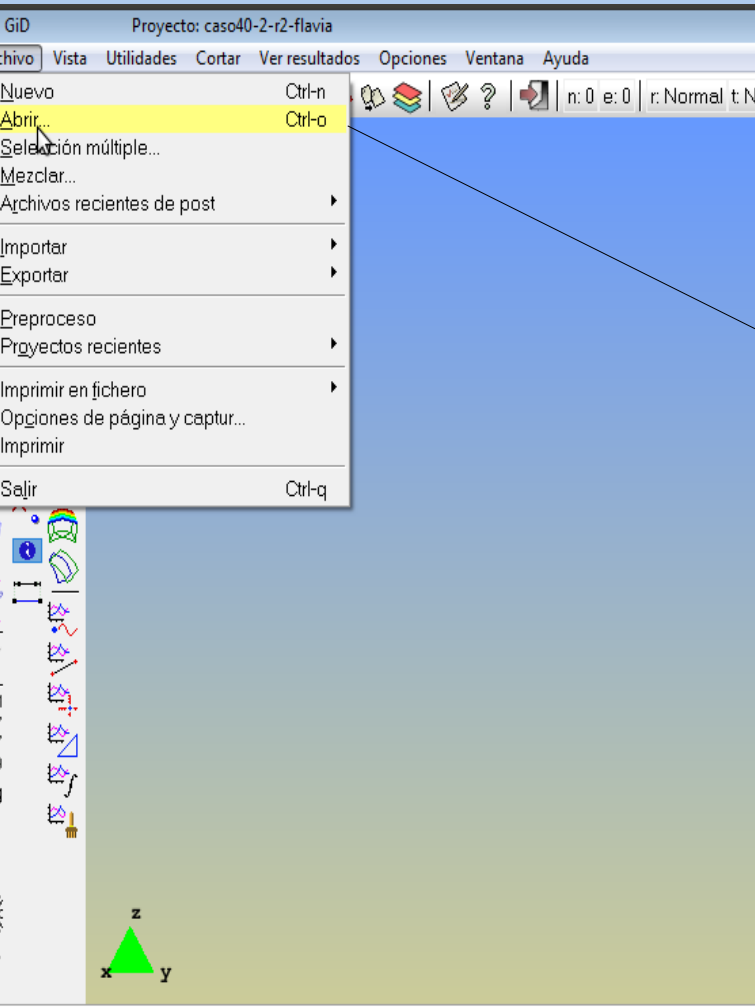 GiD Proyecto: caso40-2-r2-flavia
chivo Vista Utilidades Cortar Ver resultados Opciones Ventana Ayuda
Nuevo Ctrl-n
n: 0 e: 0 r: Normal t: N
Abrir... Ctrl-o
Selección múltiple...
Mezclar...
Archivos recientes de post
Importar
Exportar
Preproceso
Proyectos recientes
Imprimir en fichero
Opciones de página y captur...
Imprimir
Salir Ctrl-q
z
x y